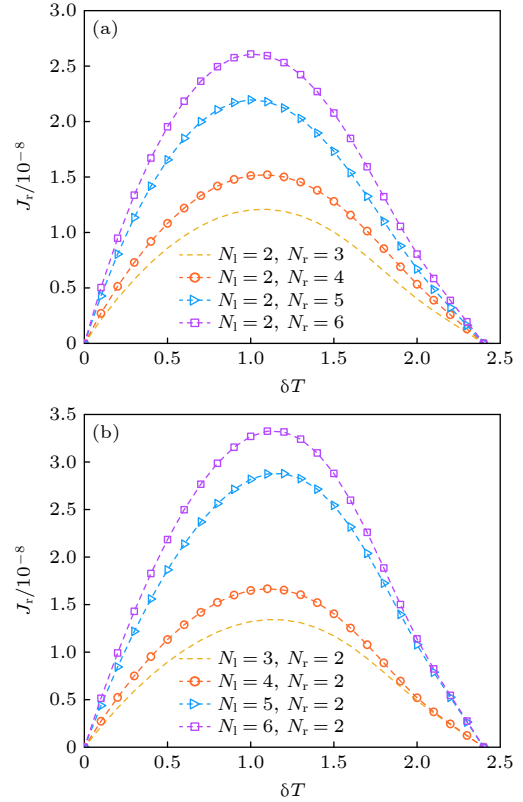 (a)
3.0
2.5
2.0
1.5
1.0
0.5
0
J_r/10^{-8}
N_l = 2, N_r = 3
N_l = 2, N_r = 4
N_l = 2, N_r = 5
N_l = 2, N_r = 6
0 0.5 1.0 1.5 2.0 2.5
δT
(b)
3.5
3.0
2.5
2.0
1.5
1.0
0.5
0
J_r/10^{-8}
N_l = 3, N_r = 2
N_l = 4, N_r = 2
N_l = 5, N_r = 2
N_l = 6, N_r = 2
0 0.5 1.0 1.5 2.0 2.5
δT